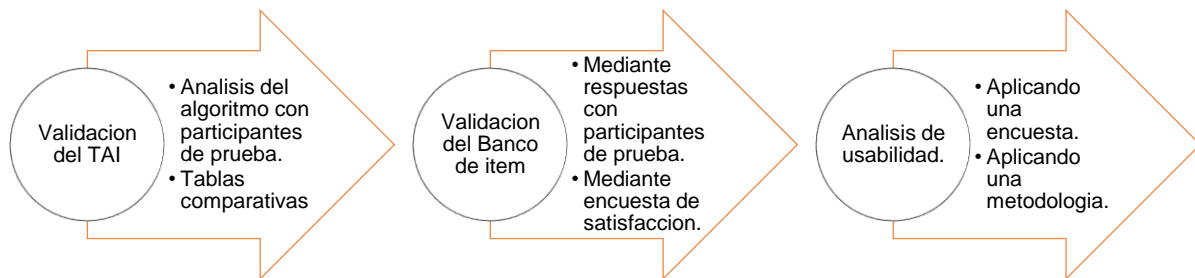 Validacion
del TAI
• Analisis del
algoritmo con
participantes
de prueba.
• Tablas
comparativas
Validacion
del Banco
de item
• Mediante
respuestas
con
participantes
de prueba.
• Mediante
encuesta de
satisfaccion.
Analisis de
usabilidad.
• Aplicando
una
encuesta.
• Aplicando
una
metodologia.